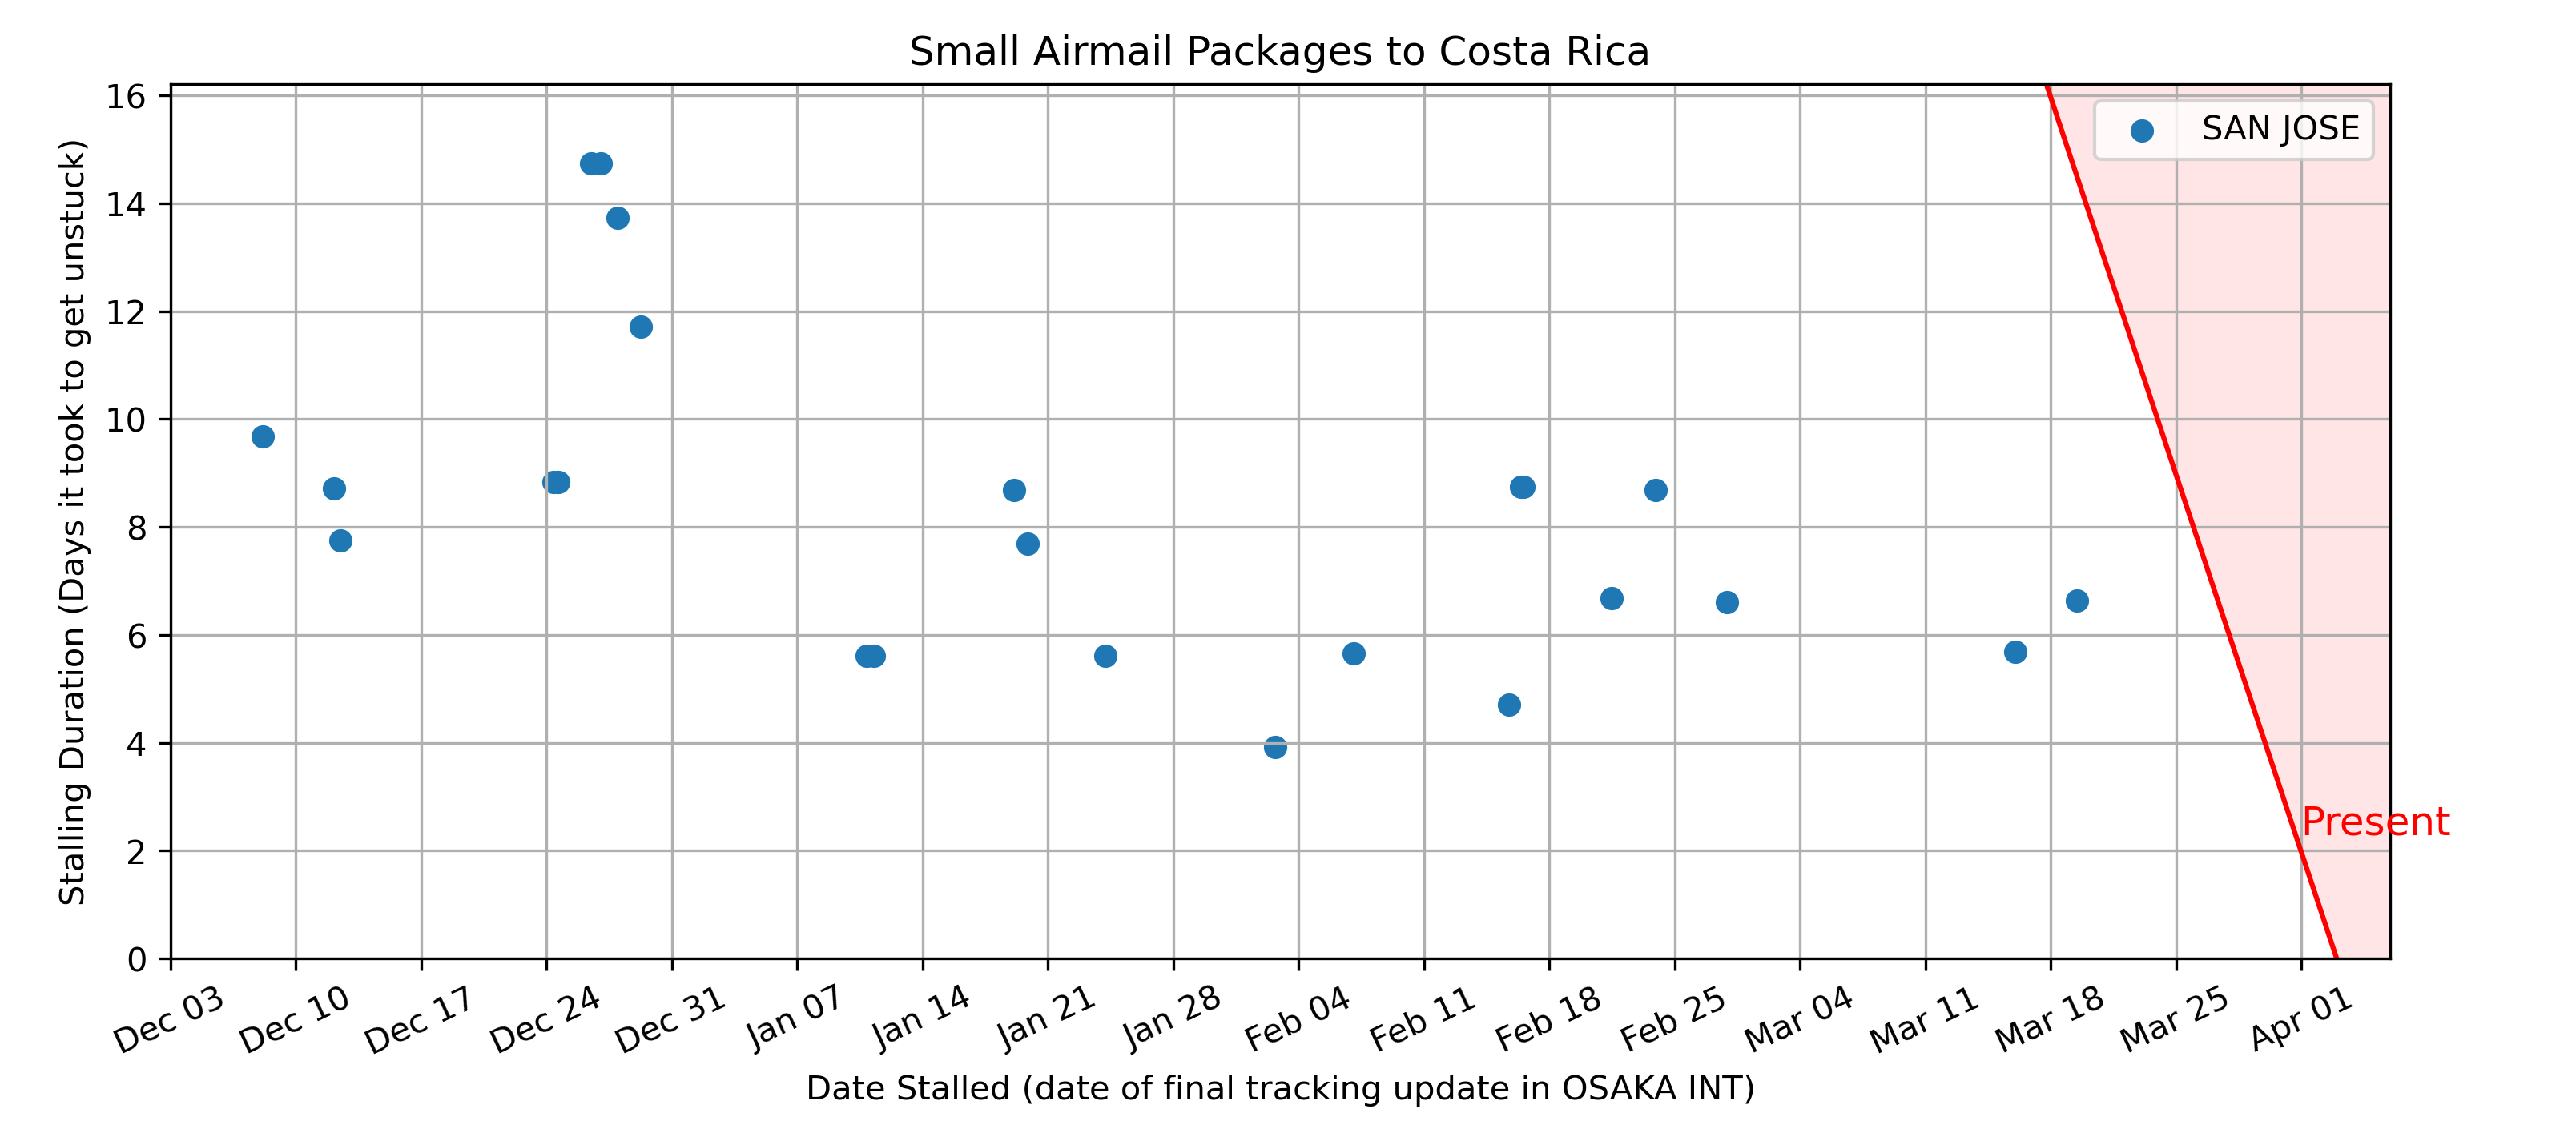 Small Airmail Packages to Costa Rica
Stalling Duration (Days it took to get unstuck)
16
14
12
10
8
6
4
2
0
SAN JOSE
Present
Dec 03
Dec 10
Dec 17
Dec 24
Dec 31
Jan 07
Jan 14
Jan 21
Jan 28
Feb 04
Feb 11
Feb 18
Feb 25
Mar 04
Mar 11
Mar 18
Mar 25
Apr 01
Date Stalled (date of final tracking update in OSAKA INT)